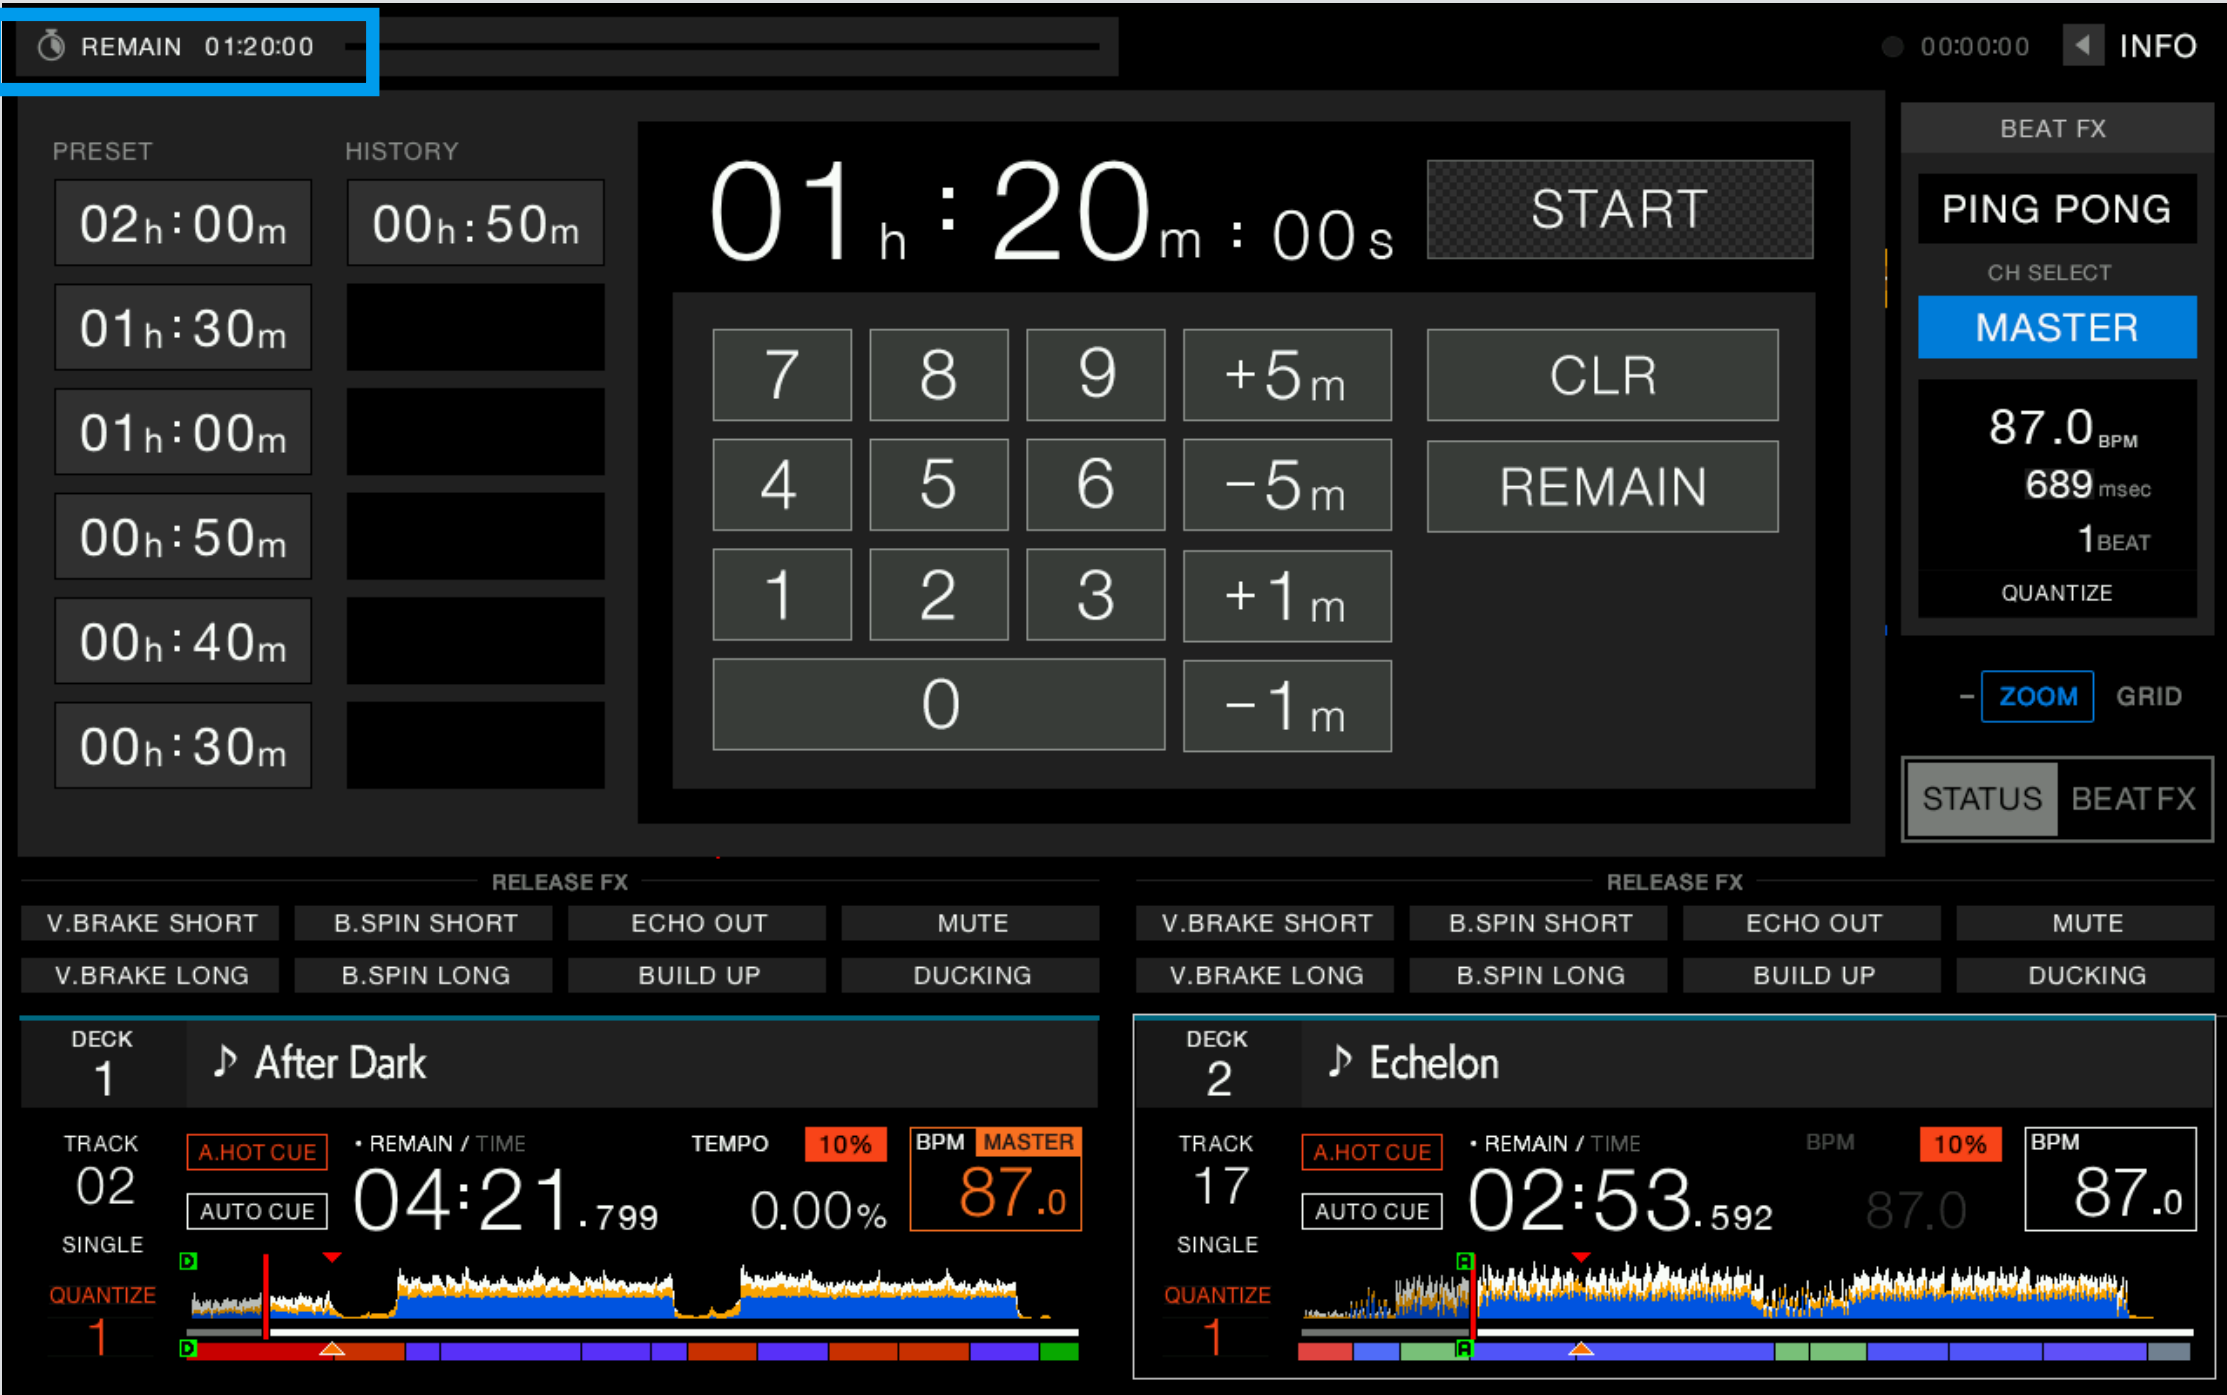 REMAIN 01:20:00
00:00:00 INFO
PRESET
HISTORY
02h:00m
01h:30m
01h:00m
00h:50m
00h:40m
00h:30m
00h:50m
01h:20m:00s
START
7 8 9 +5m CLR
4 5 6 -5m REMAIN
1 2 3 +1m
0 -1m
BEAT FX
PING PONG
CH SELECT
MASTER
87.0 BPM
689 msec
1 BEAT
QUANTIZE
- ZOOM GRID
STATUS BEAT FX
RELEASE FX
V.BRAKE SHORT B.SPIN SHORT ECHO OUT MUTE
V.BRAKE LONG B.SPIN LONG BUILD UP DUCKING
RELEASE FX
V.BRAKE SHORT B.SPIN SHORT ECHO OUT MUTE
V.BRAKE LONG B.SPIN LONG BUILD UP DUCKING
DECK
1
After Dark
TRACK
02
SINGLE
QUANTIZE
1
A.HOT CUE
AUTO CUE
REMAIN / TIME
04:21.799
TEMPO 10%
0.00%
BPM MASTER
87.0
D
D
DECK
2
Echelon
TRACK
17
SINGLE
QUANTIZE
1
A.HOT CUE
AUTO CUE
REMAIN / TIME
02:53.592
BPM 10%
87.0
BPM
87.0
A
A